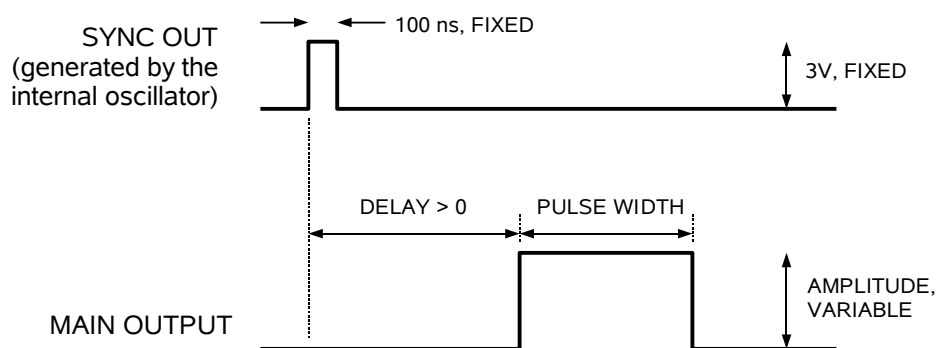 100 ns, FIXED
SYNC OUT
(generated by the
internal oscillator)
3V, FIXED
DELAY > 0
PULSE WIDTH
AMPLITUDE,
VARIABLE
MAIN OUTPUT